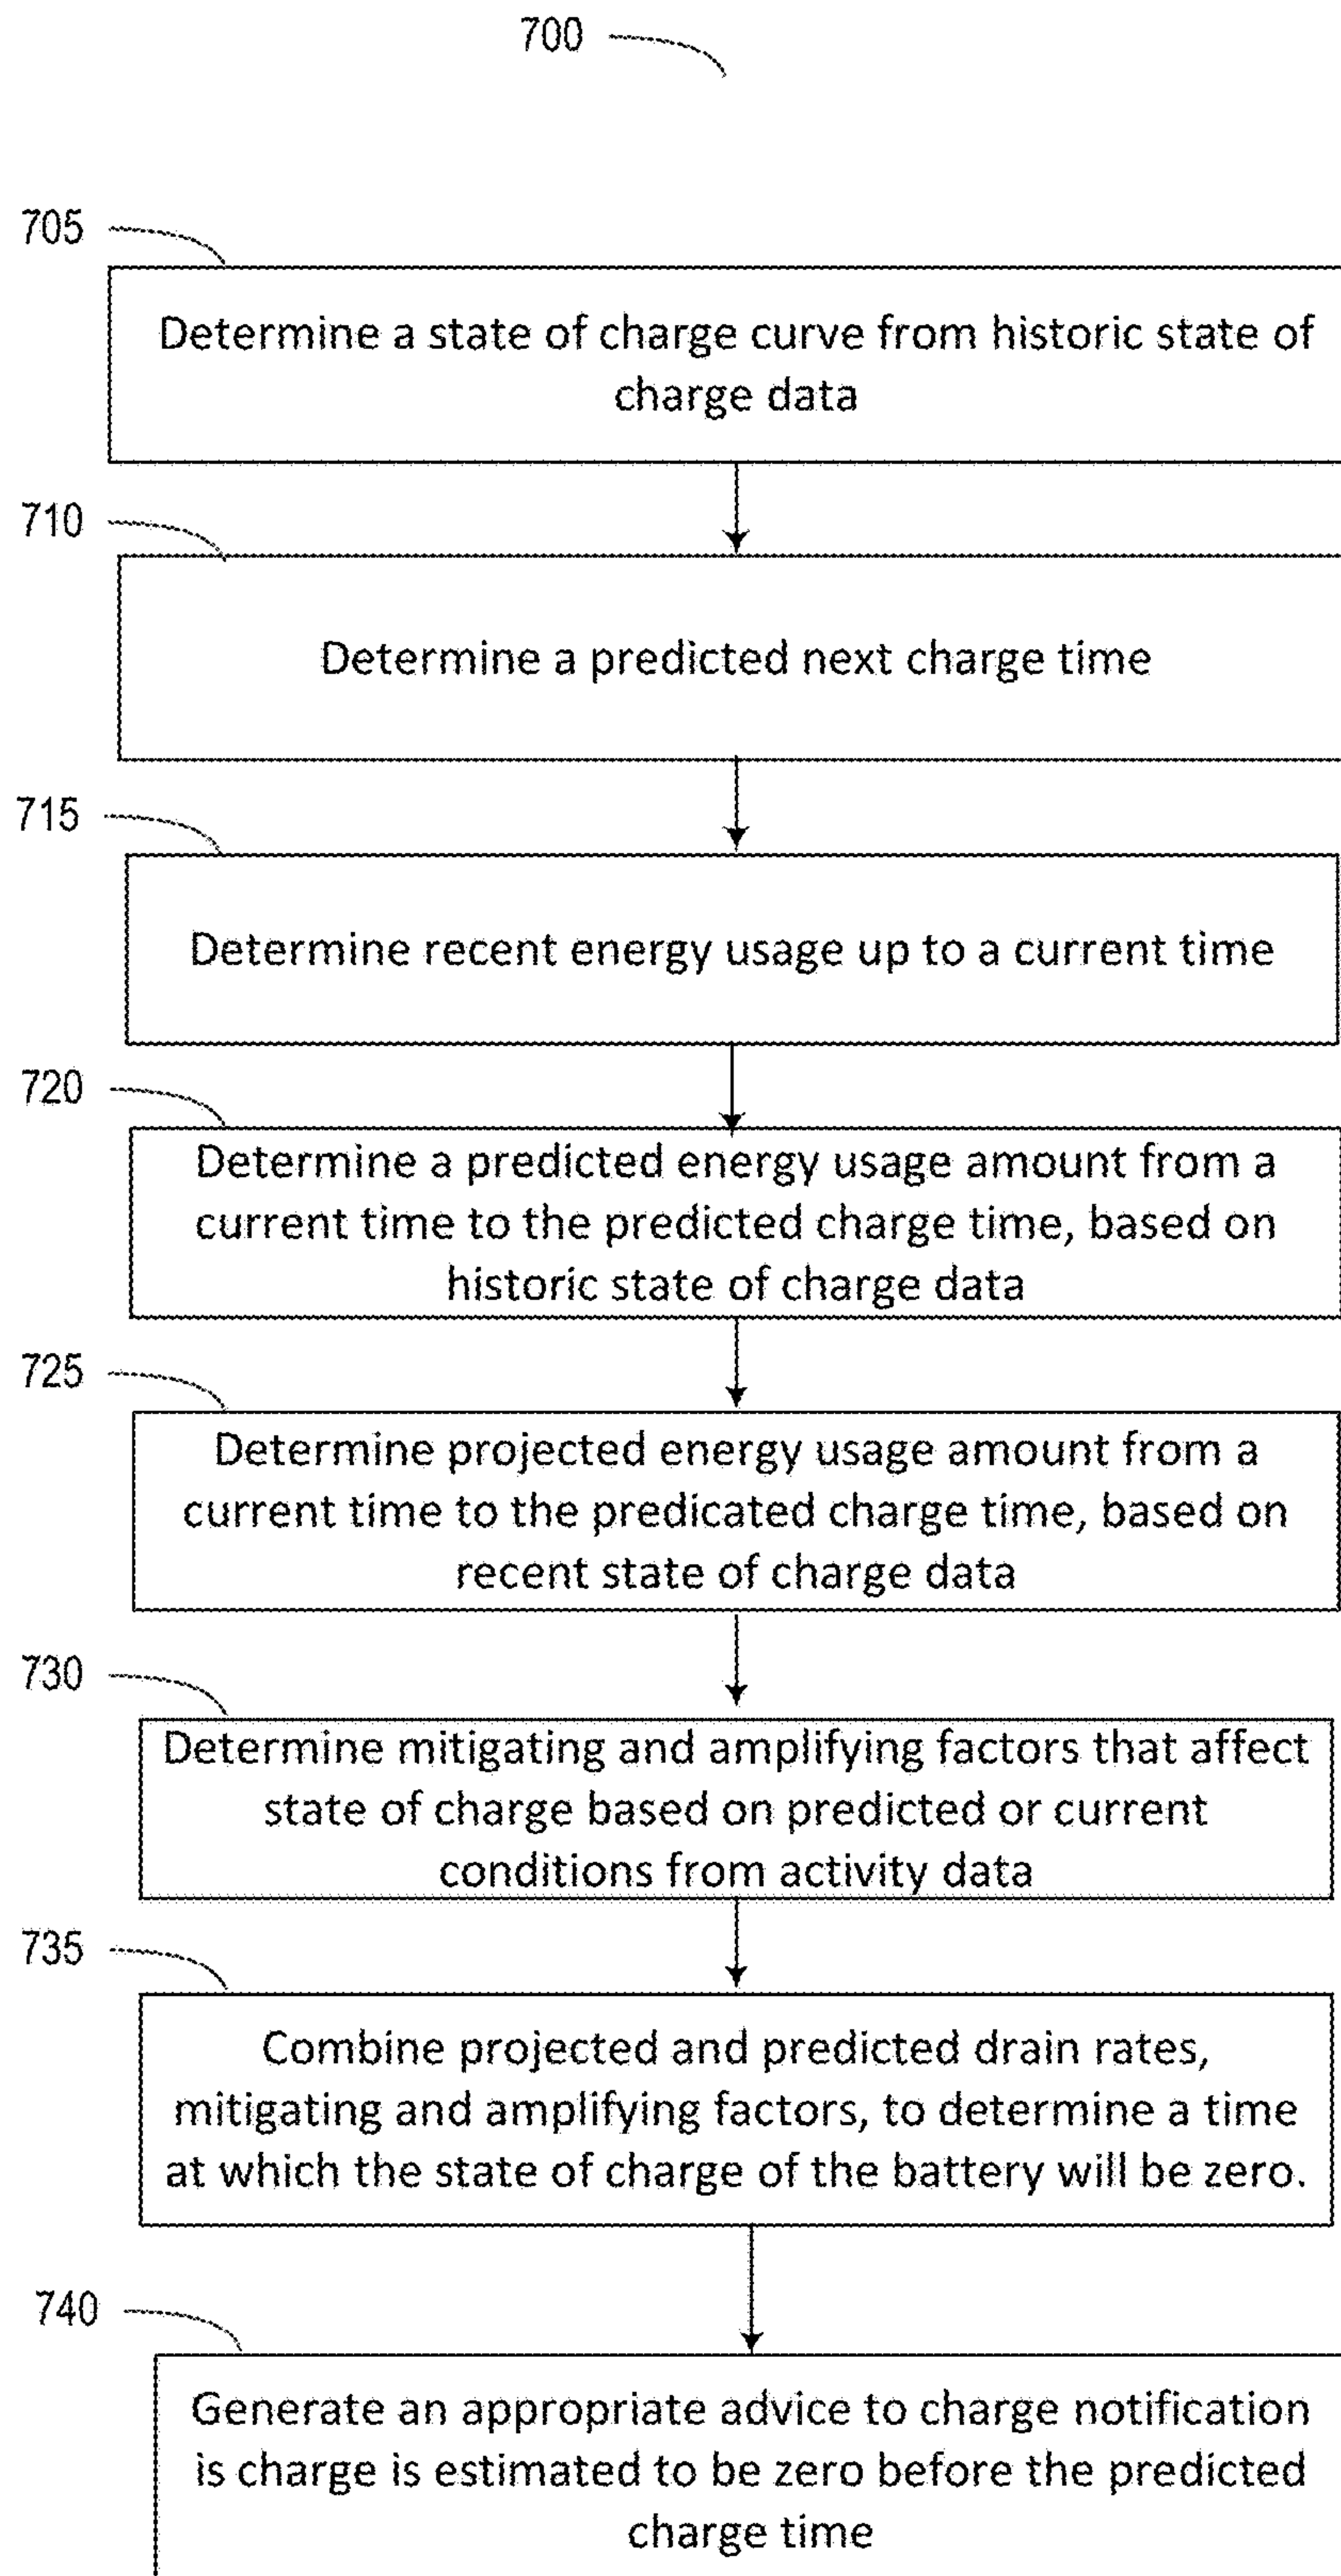 700
705
Determine a state of charge curve from historic state of
charge data
710
Determine a predicted next charge time
715
Determine recent energy usage up to a current time
720
Determine a predicted energy usage amount from a
current time to the predicted charge time, based on
historic state of charge data
725
Determine projected energy usage amount from a
current time to the predicated charge time, based on
recent state of charge data
730
Determine mitigating and amplifying factors that affect
state of charge based on predicted or current
conditions from activity data
735
Combine projected and predicted drain rates,
mitigating and amplifying factors, to determine a time
at which the state of charge of the battery will be zero.
740
Generate an appropriate advice to charge notification
is charge is estimated to be zero before the predicted
charge time